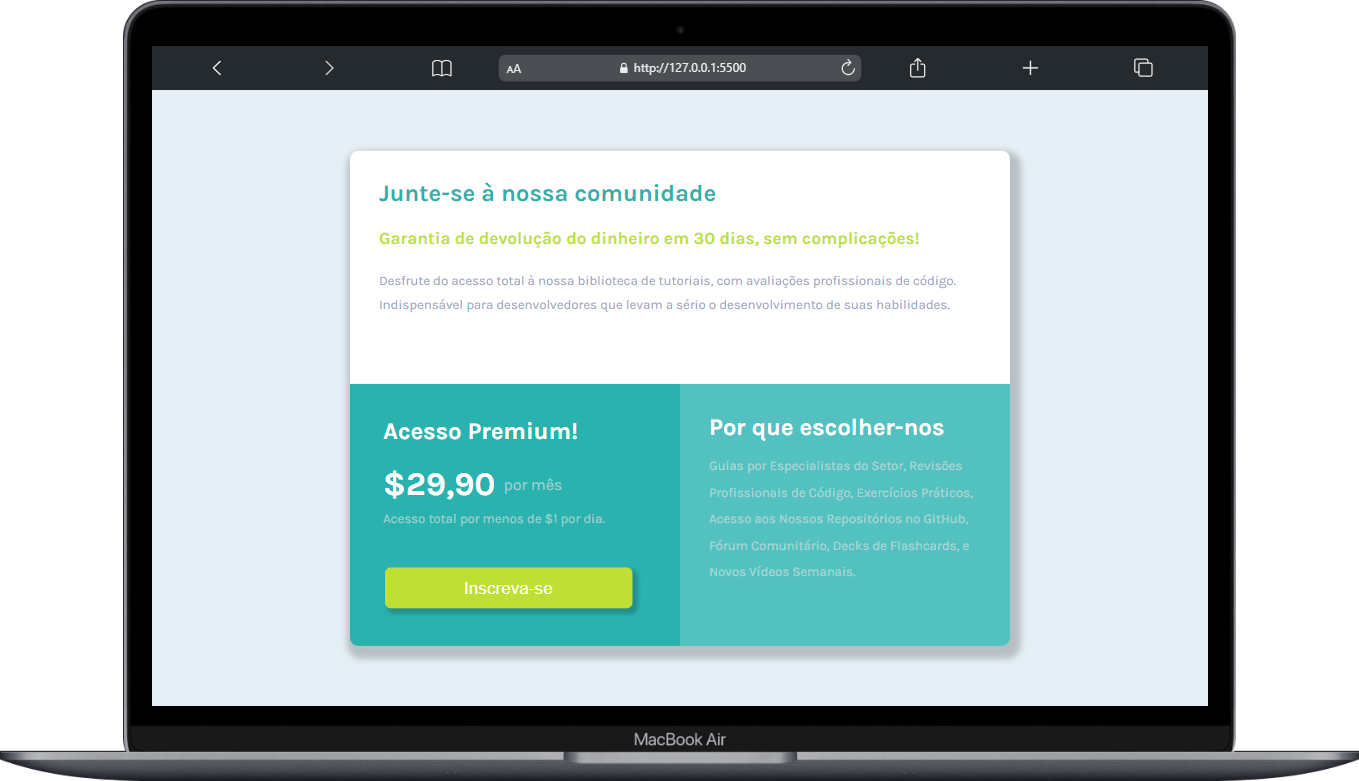 AA
http://127.0.0.1:5500
Junte-se à nossa comunidade
Garantia de devolução do dinheiro em 30 dias, sem complicações!
Desfrute do acesso total à nossa biblioteca de tutoriais, com avaliações profissionais de código.
Indispensável para desenvolvedores que levam a sério o desenvolvimento de suas habilidades.
Acesso Premium!
$29,90 por mês
Acesso total por menos de $1 por dia.
Inscreva-se
Por que escolher-nos
Guias por Especialistas do Setor, Revisões
Profissionais de Código, Exercícios Práticos,
Acesso aos Nossos Repositórios no GitHub,
Fórum Comunitário, Decks de Flashcards, e
Novos Vídeos Semanais.
MacBook Air